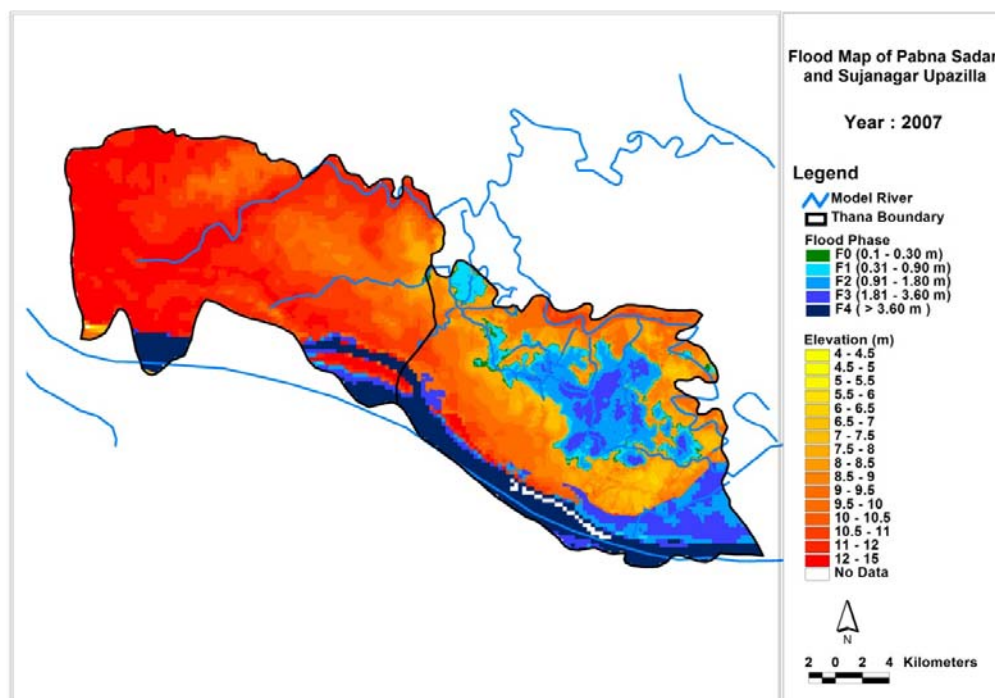 Flood Map of Pabna Sadar
and Sujanagar Upazilla
Year : 2007
Legend
Model River
Thana Boundary
Flood Phase
F0 (0.1 - 0.30 m)
F1 (0.31 - 0.90 m)
F2 (0.91 - 1.80 m)
F3 (1.81 - 3.60 m)
F4 ( > 3.60 m )
Elevation (m)
4 - 4.5
4.5 - 5
5 - 5.5
5.5 - 6
6 - 6.5
6.5 - 7
7 - 7.5
7.5 - 8
8 - 8.5
8.5 - 9
9 - 9.5
9.5 - 10
10 - 10.5
10.5 - 11
11 - 12
12 - 15
No Data
N
2 0 2 4 Kilometers